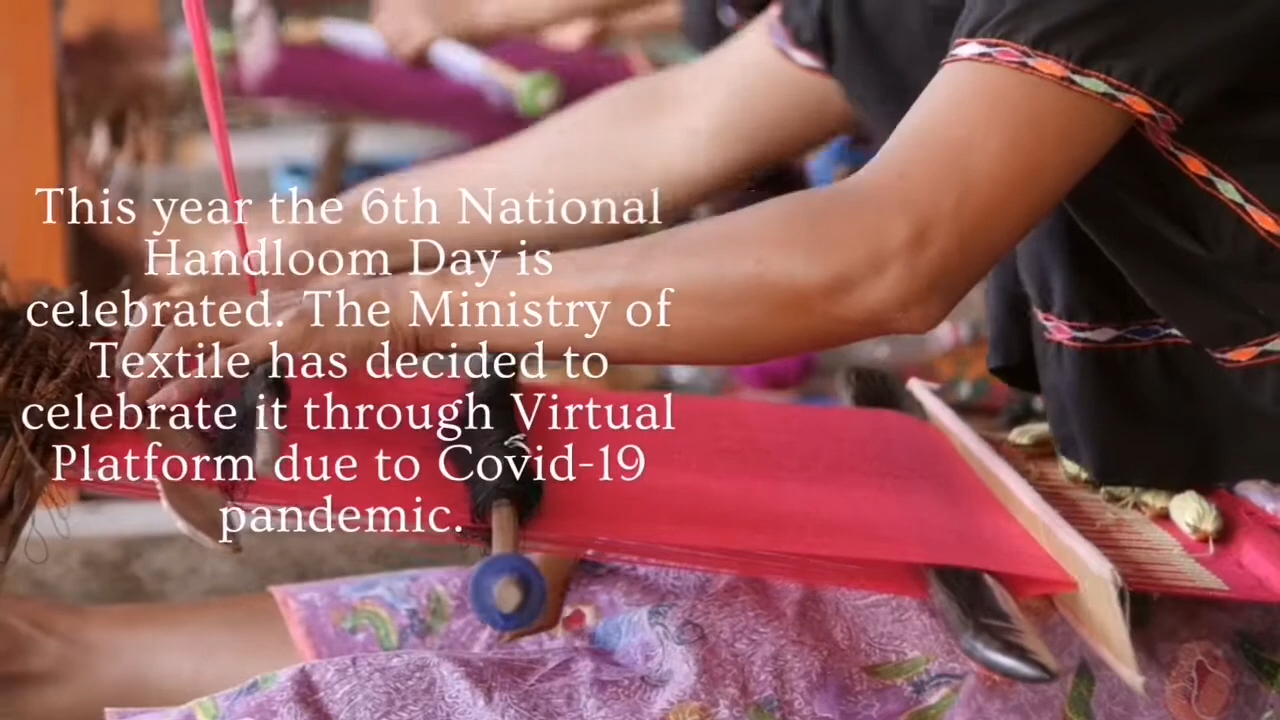 This year the 6th National
Handloom Day is
celebrated. The Ministry of
Textile has decided to
celebrate it through Virtual
Platform due to Covid-19
pandemic.